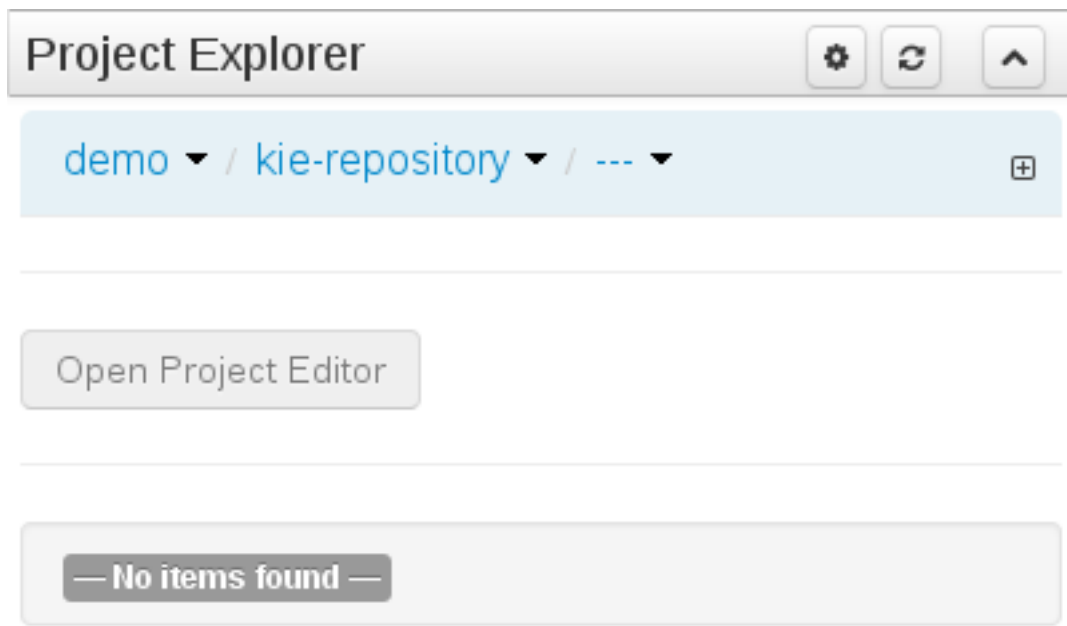 Project Explorer
demo / kie-repository / ---
Open Project Editor
— No items found —